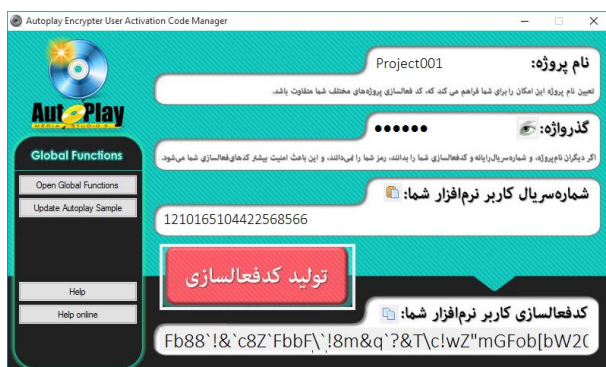 Autoplay Encrypter User Activation Code Manager
نام پروژه:
Project001
تعیین نام پروژه این امکان را برای شما فراهم می کند که، کد فعالسازی پروژه‌های مختلف شما متفاوت باشد.
AutoPlay
MEDIA STUDIO
گذرواژه:
●●●●●●
Global Functions
اگر دیگران نام‌پروژه، و شماره‌سریال‌رایانه و کدفعالسازی شما را بدانند، رمز شما را نمی‌دانند، و این باعث امنیت بیشتر کدهای‌فعالسازی شما می‌شود.
Open Global Functions
Update Autoplay Sample
شماره‌سریال کاربر نرم‌افزار شما:
1210165104422568566
تولید کدفعالسازی
Help
Help online
کدفعالسازی کاربر نرم‌افزار شما:
Fb88`!&`c8Z`FbbF\`!8m&q`?&T\c!wZ"mGFob[bW20